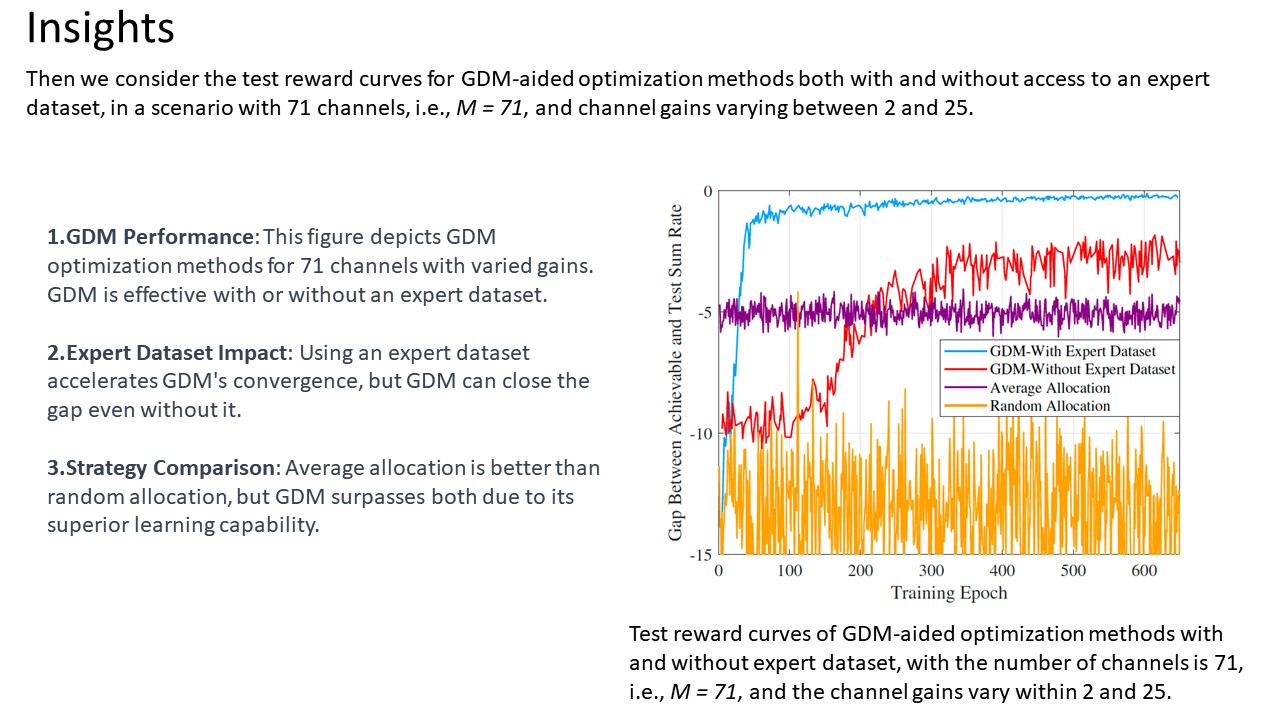 Insights
Then we consider the test reward curves for GDM-aided optimization methods both with and without access to an expert
dataset, in a scenario with 71 channels, i.e., M = 71, and channel gains varying between 2 and 25.
1.GDM Performance: This figure depicts GDM
optimization methods for 71 channels with varied gains.
GDM is effective with or without an expert dataset.
2.Expert Dataset Impact: Using an expert dataset
accelerates GDM's convergence, but GDM can close the
gap even without it.
3.Strategy Comparison: Average allocation is better than
random allocation, but GDM surpasses both due to its
superior learning capability.
Gap Between Achievable and Test Sum Rate
0
-5
-10
-15
GDM-With Expert Dataset
GDM-Without Expert Dataset
Average Allocation
Random Allocation
0 100 200 300 400 500 600
Training Epoch
Test reward curves of GDM-aided optimization methods with
and without expert dataset, with the number of channels is 71,
i.e., M = 71, and the channel gains vary within 2 and 25.